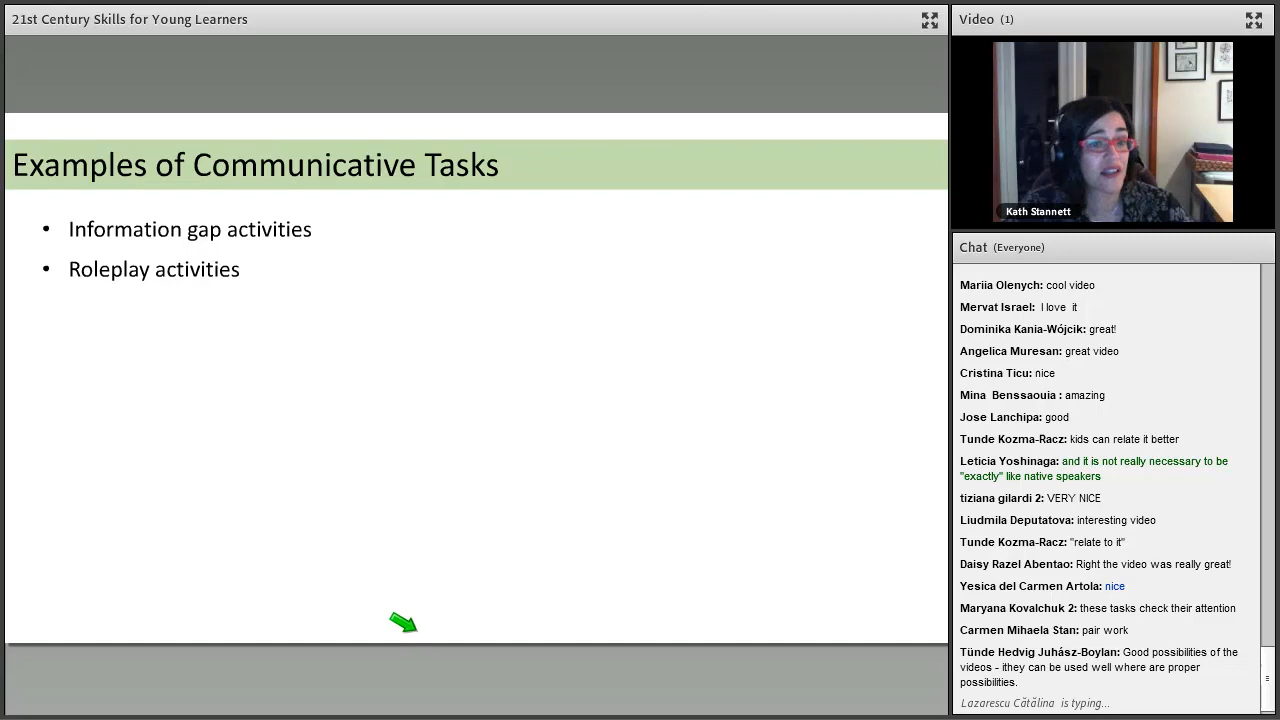 21st Century Skills for Young Learners
Examples of Communicative Tasks
• Information gap activities
• Roleplay activities
Video (1)
Kath Stannett
Chat (Everyone)
Mariia Olenych: cool video
Mervat Israel: I love it
Dominika Kania-Wójcik: great!
Angelica Muresan: great video
Cristina Ticu: nice
Mina Benssaouia : amazing
Jose Lanchipa: good
Tunde Kozma-Racz: kids can relate it better
Leticia Yoshinaga: and it is not really necessary to be
"exactly" like native speakers
tiziana gilardi 2: VERY NICE
Liudmila Deputatova: interesting video
Tunde Kozma-Racz: "relate to it"
Daisy Razel Abentao: Right the video was really great!
Yesica del Carmen Artola: nice
Maryana Kovalchuk 2: these tasks check their attention
Carmen Mihaela Stan: pair work
Tünde Hedvig Juhász-Boylan: Good possibilities of the
videos - ithey can be used well where are proper
possibilities.
Lazarescu Cătălina is typing...